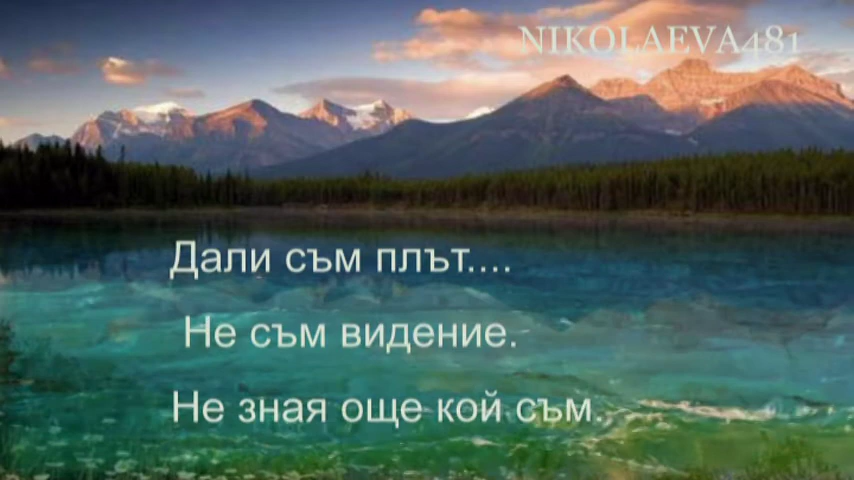 NIKOLAEVA481
Дали съм плът....
Не съм видение.
Не зная още кой съм.